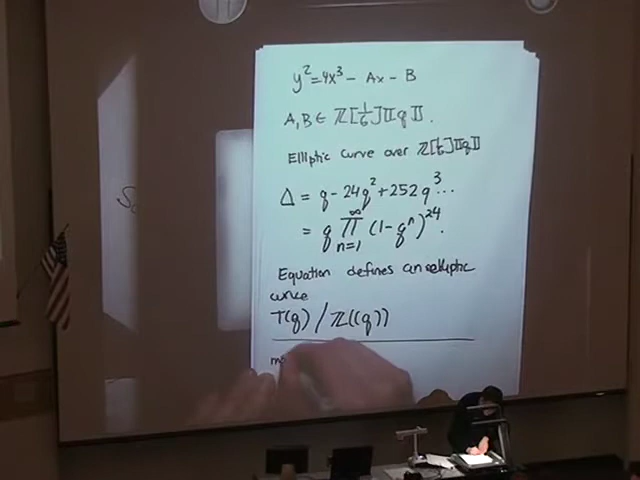 y² = 4x³ - Ax - B
A, B ∈ ℤ[1/6]⟦q⟧.
Elliptic Curve over ℤ[1/6]⟦q⟧
Δ = q - 24q² + 252q³...
= q ∏_{n=1}^{∞} (1-qⁿ)²⁴.
Equation defines an elliptic
curve
T(q) / ℤ((q))